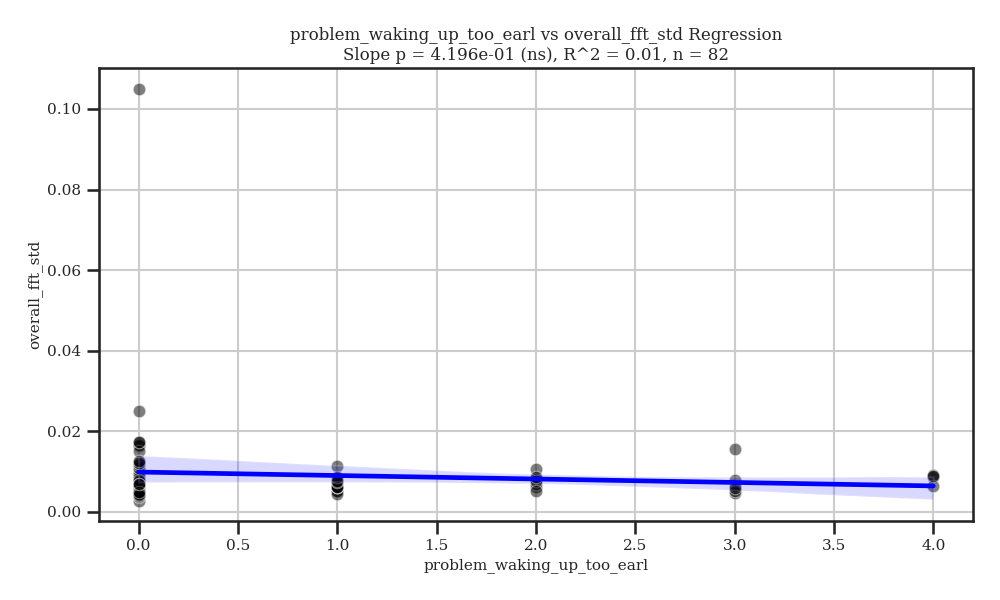 problem_waking_up_too_earl vs overall_fft_std Regression
Slope p = 4.196e-01 (ns), R^2 = 0.01, n = 82
overall_fft_std
0.10
0.08
0.06
0.04
0.02
0.00
0.0 0.5 1.0 1.5 2.0 2.5 3.0 3.5 4.0
problem_waking_up_too_earl